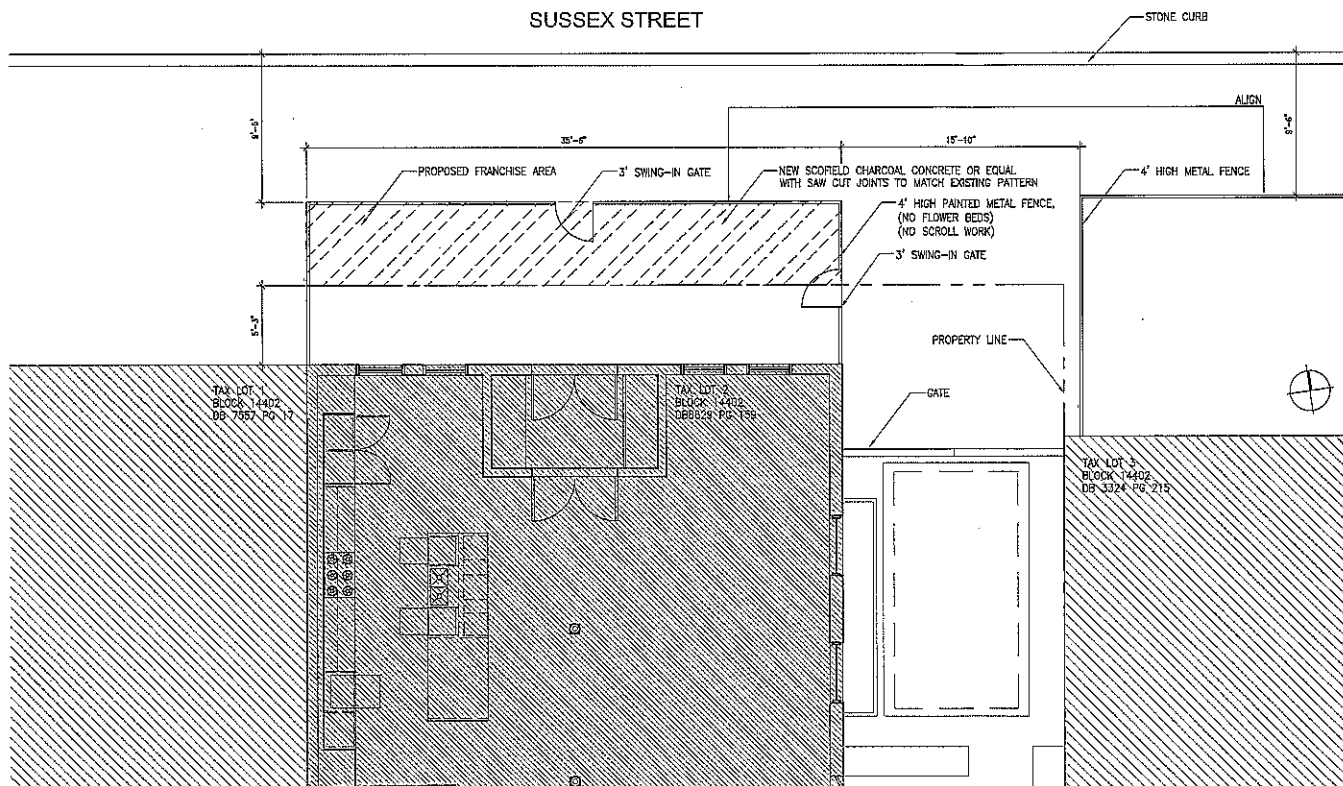 SUSSEX STREET
STONE CURB
ALIGN
9'-6"
35'-6"
15'-10"
PROPOSED FRANCHISE AREA
3' SWING-IN GATE
NEW SCOFIELD CHARCOAL CONCRETE OR EQUAL
WITH SAW CUT JOINTS TO MATCH EXISTING PATTERN
4' HIGH METAL FENCE
4' HIGH PAINTED METAL FENCE,
(NO FLOWER BEDS)
(NO SCROLL WORK)
3' SWING-IN GATE
5'-3"
PROPERTY LINE
GATE
TAX LOT 1
BLOCK 14402
DB 7557 PG 17
TAX LOT 2
BLOCK 14402
DB8829 PG 159
TAX LOT 3
BLOCK 14402
DB 3324 PG 215